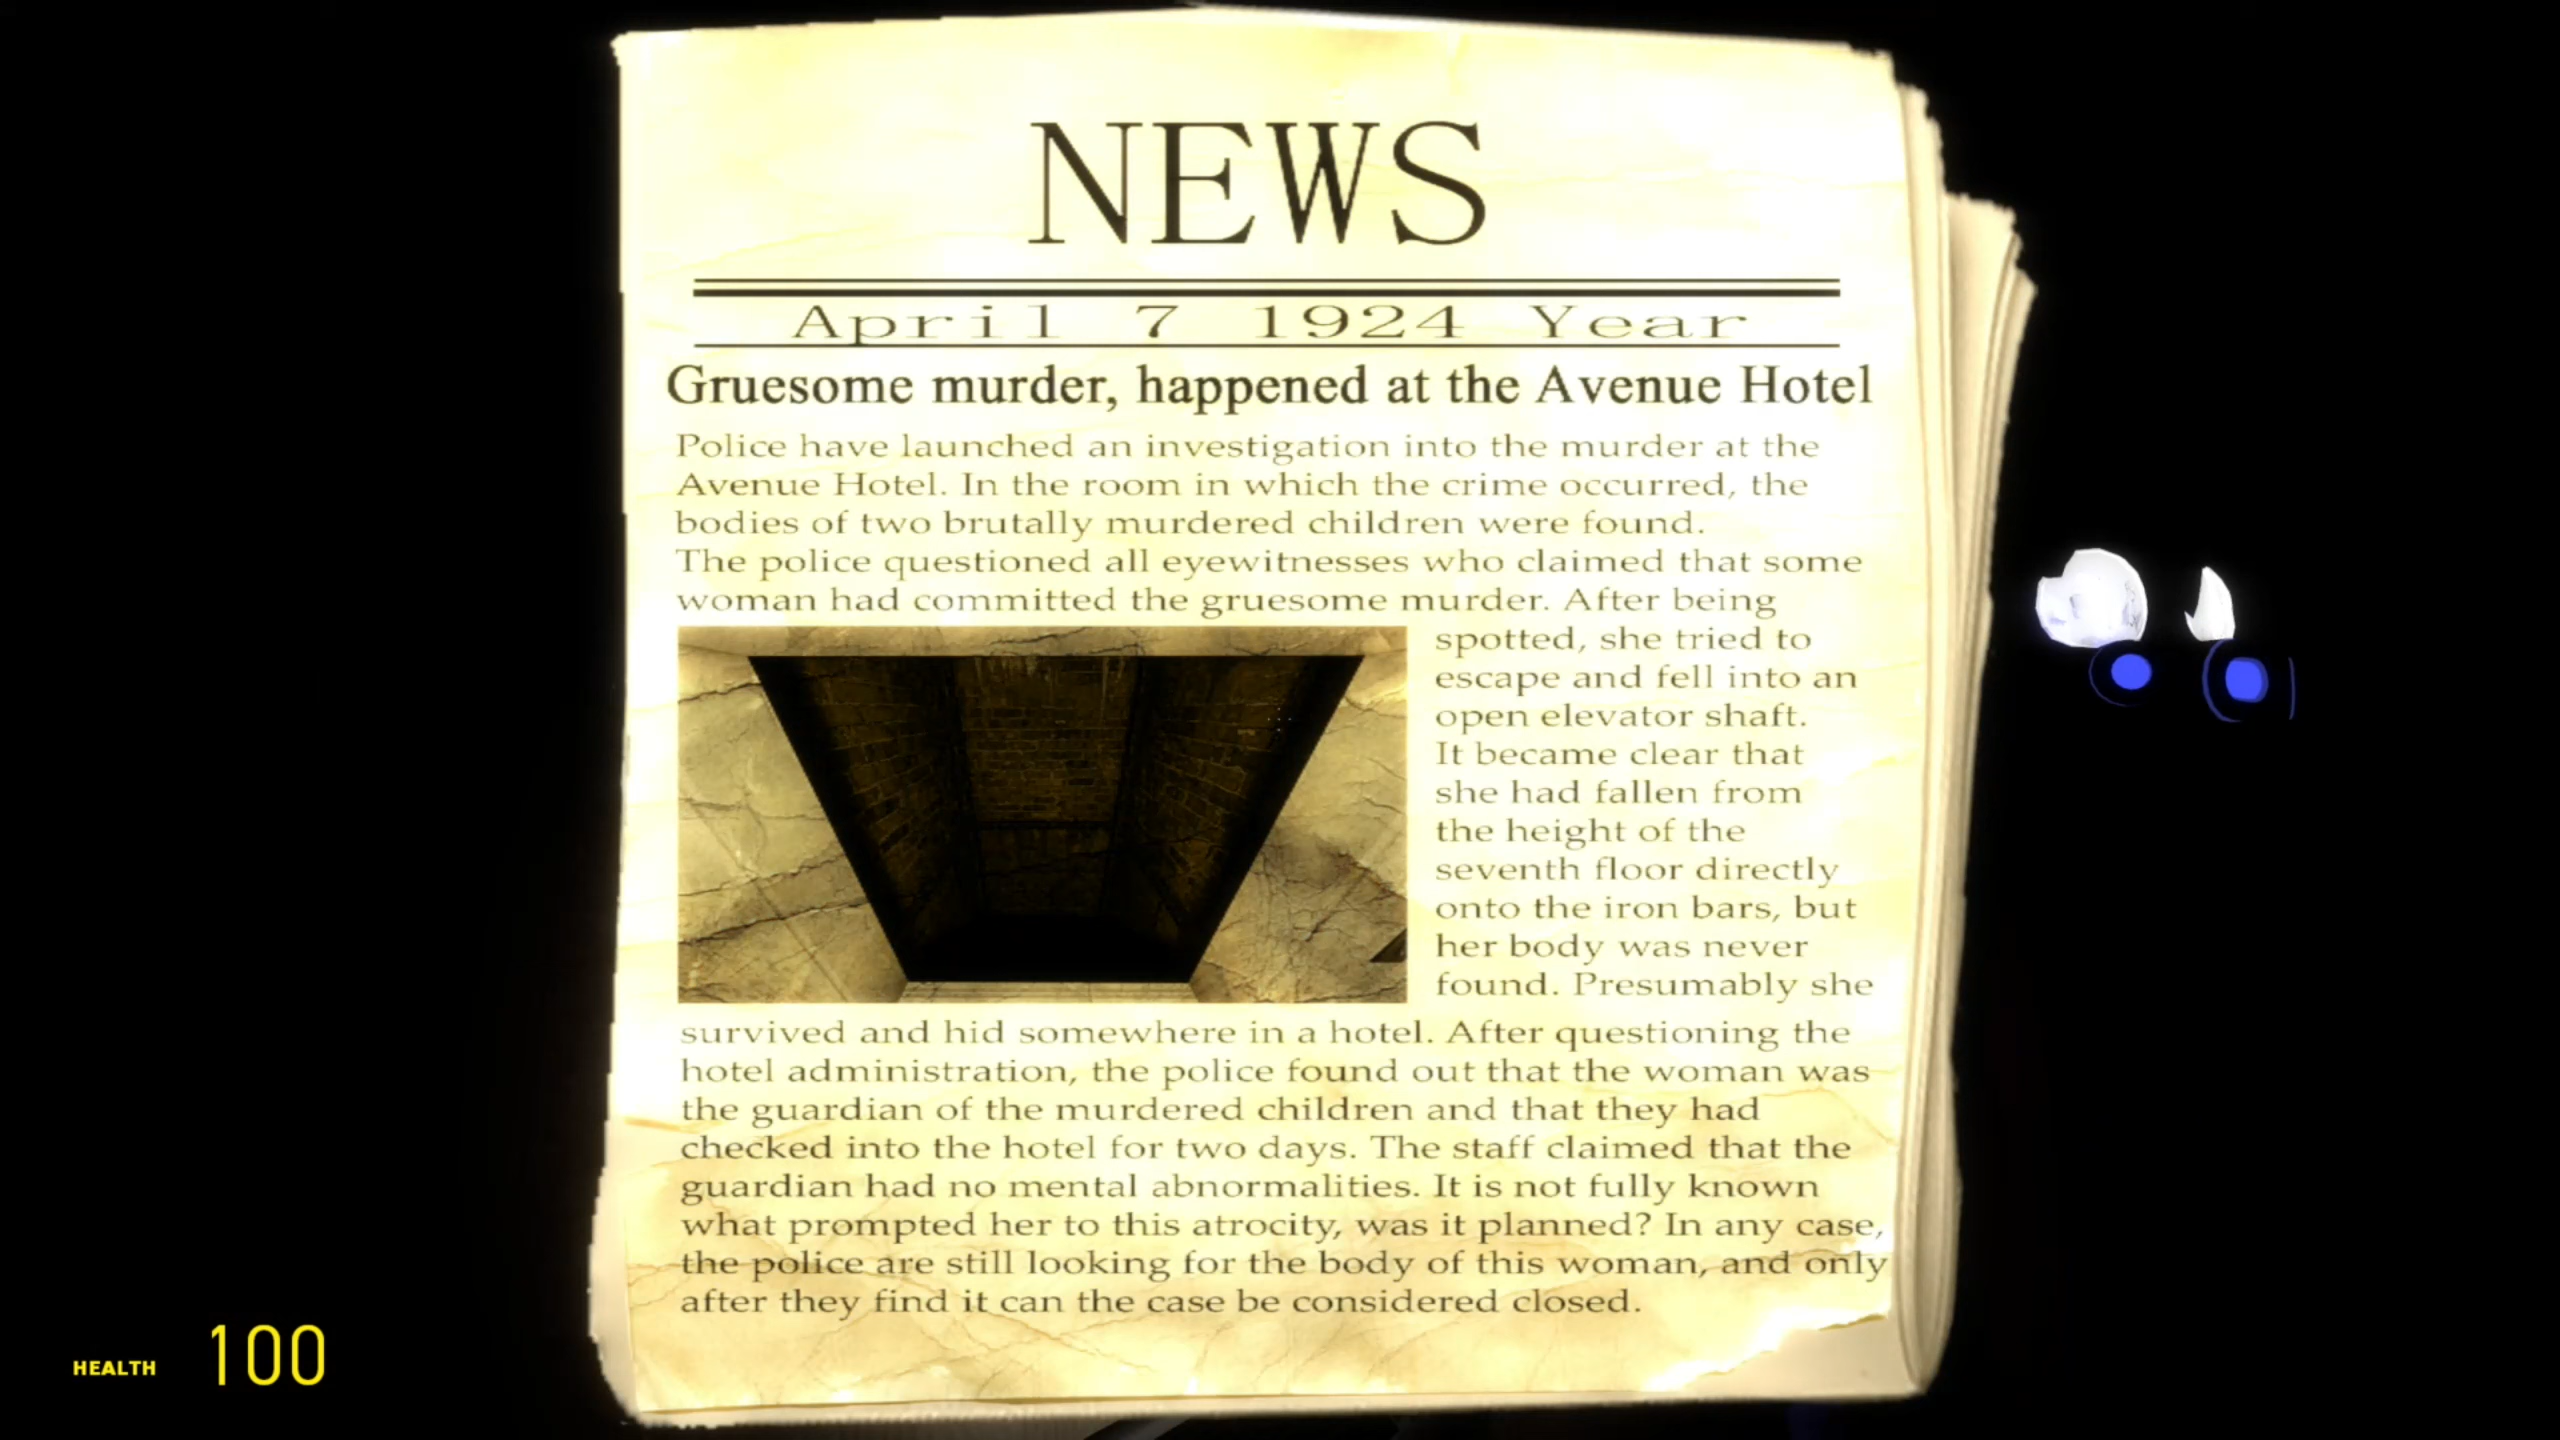 NEWS
April 7 1924 Year
Gruesome murder, happened at the Avenue Hotel
Police have launched an investigation into the murder at the
Avenue Hotel. In the room in which the crime occurred, the
bodies of two brutally murdered children were found.
The police questioned all eyewitnesses who claimed that some
woman had committed the gruesome murder. After being
spotted, she tried to
escape and fell into an
open elevator shaft.
It became clear that
she had fallen from
the height of the
seventh floor directly
onto the iron bars, but
her body was never
found. Presumably she
survived and hid somewhere in a hotel. After questioning the
hotel administration, the police found out that the woman was
the guardian of the murdered children and that they had
checked into the hotel for two days. The staff claimed that the
guardian had no mental abnormalities. It is not fully known
what prompted her to this atrocity, was it planned? In any case,
the police are still looking for the body of this woman, and only
after they find it can the case be considered closed.
HEALTH 100